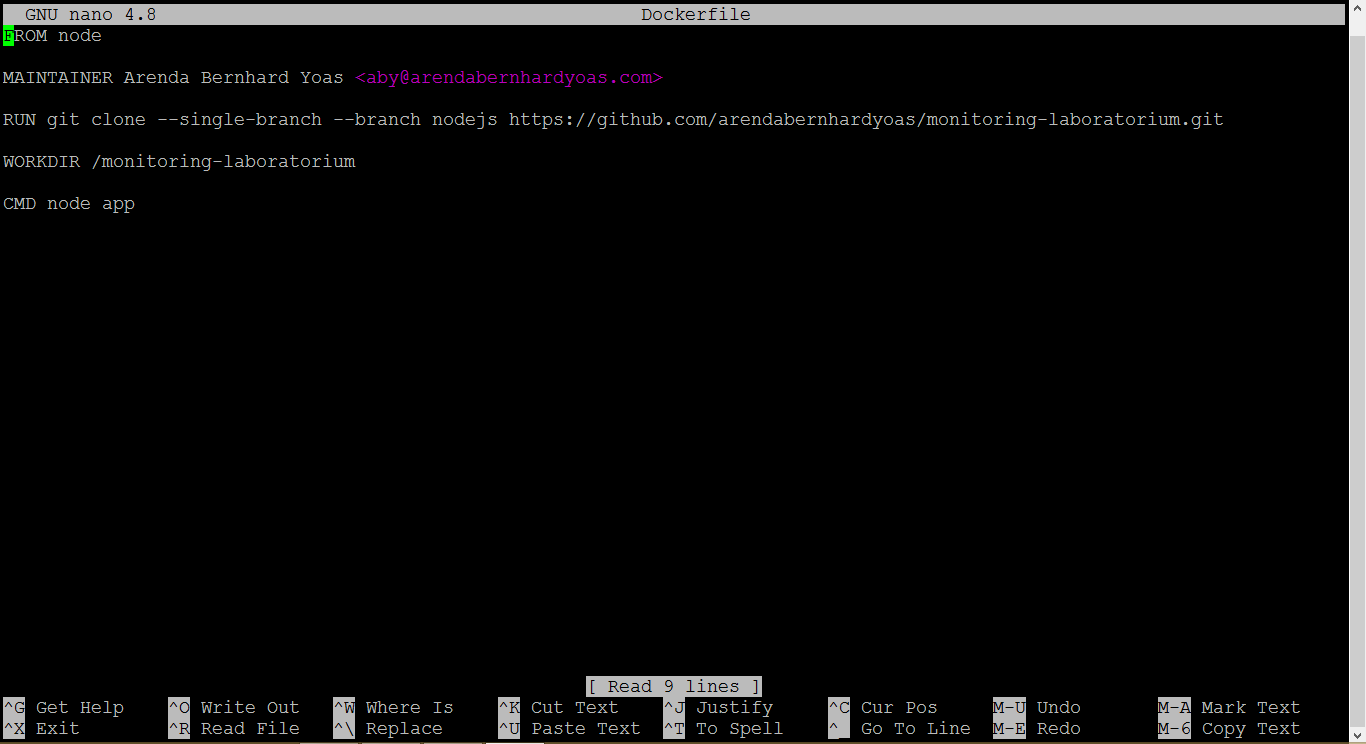 GNU nano 4.8 Dockerfile
FROM node
MAINTAINER Arenda Bernhard Yoas <aby@arendabernhardyoas.com>
RUN git clone --single-branch --branch nodejs https://github.com/arendabernhardyoas/monitoring-laboratorium.git
WORKDIR /monitoring-laboratorium
CMD node app
[ Read 9 lines ]
^G Get Help ^O Write Out ^W Where Is ^K Cut Text ^J Justify ^C Cur Pos M-U Undo M-A Mark Text
^X Exit ^R Read File ^\ Replace ^U Paste Text ^T To Spell ^_ Go To Line M-E Redo M-6 Copy Text